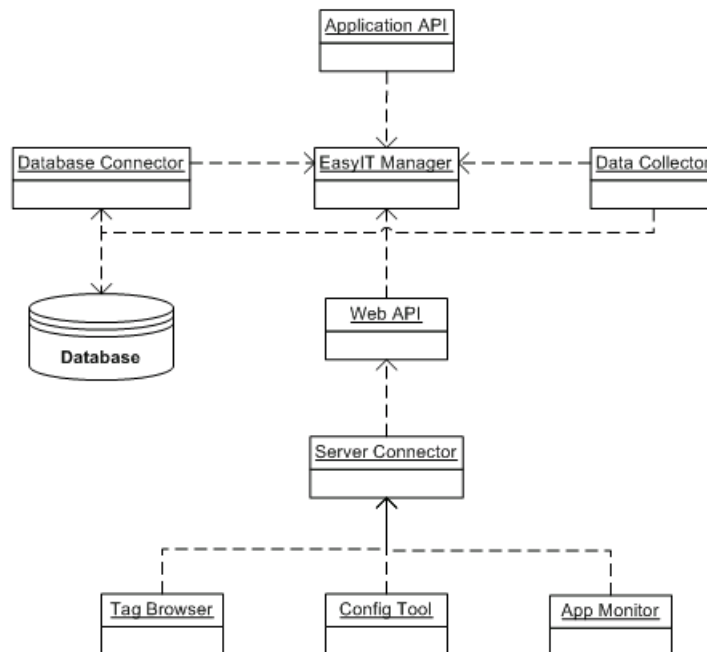 Application API
Database Connector
EasyIT Manager
Data Collector
Web API
Database
Server Connector
Tag Browser
Config Tool
App Monitor